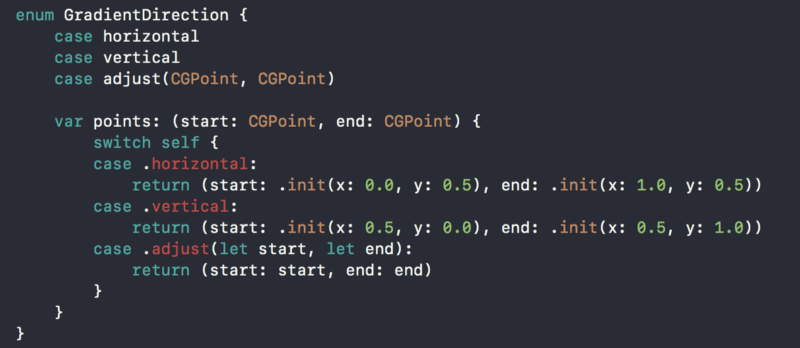 enum GradientDirection {
    case horizontal
    case vertical
    case adjust(CGPoint, CGPoint)

    var points: (start: CGPoint, end: CGPoint) {
        switch self {
        case .horizontal:
            return (start: .init(x: 0.0, y: 0.5), end: .init(x: 1.0, y: 0.5))
        case .vertical:
            return (start: .init(x: 0.5, y: 0.0), end: .init(x: 0.5, y: 1.0))
        case .adjust(let start, let end):
            return (start: start, end: end)
        }
    }
}